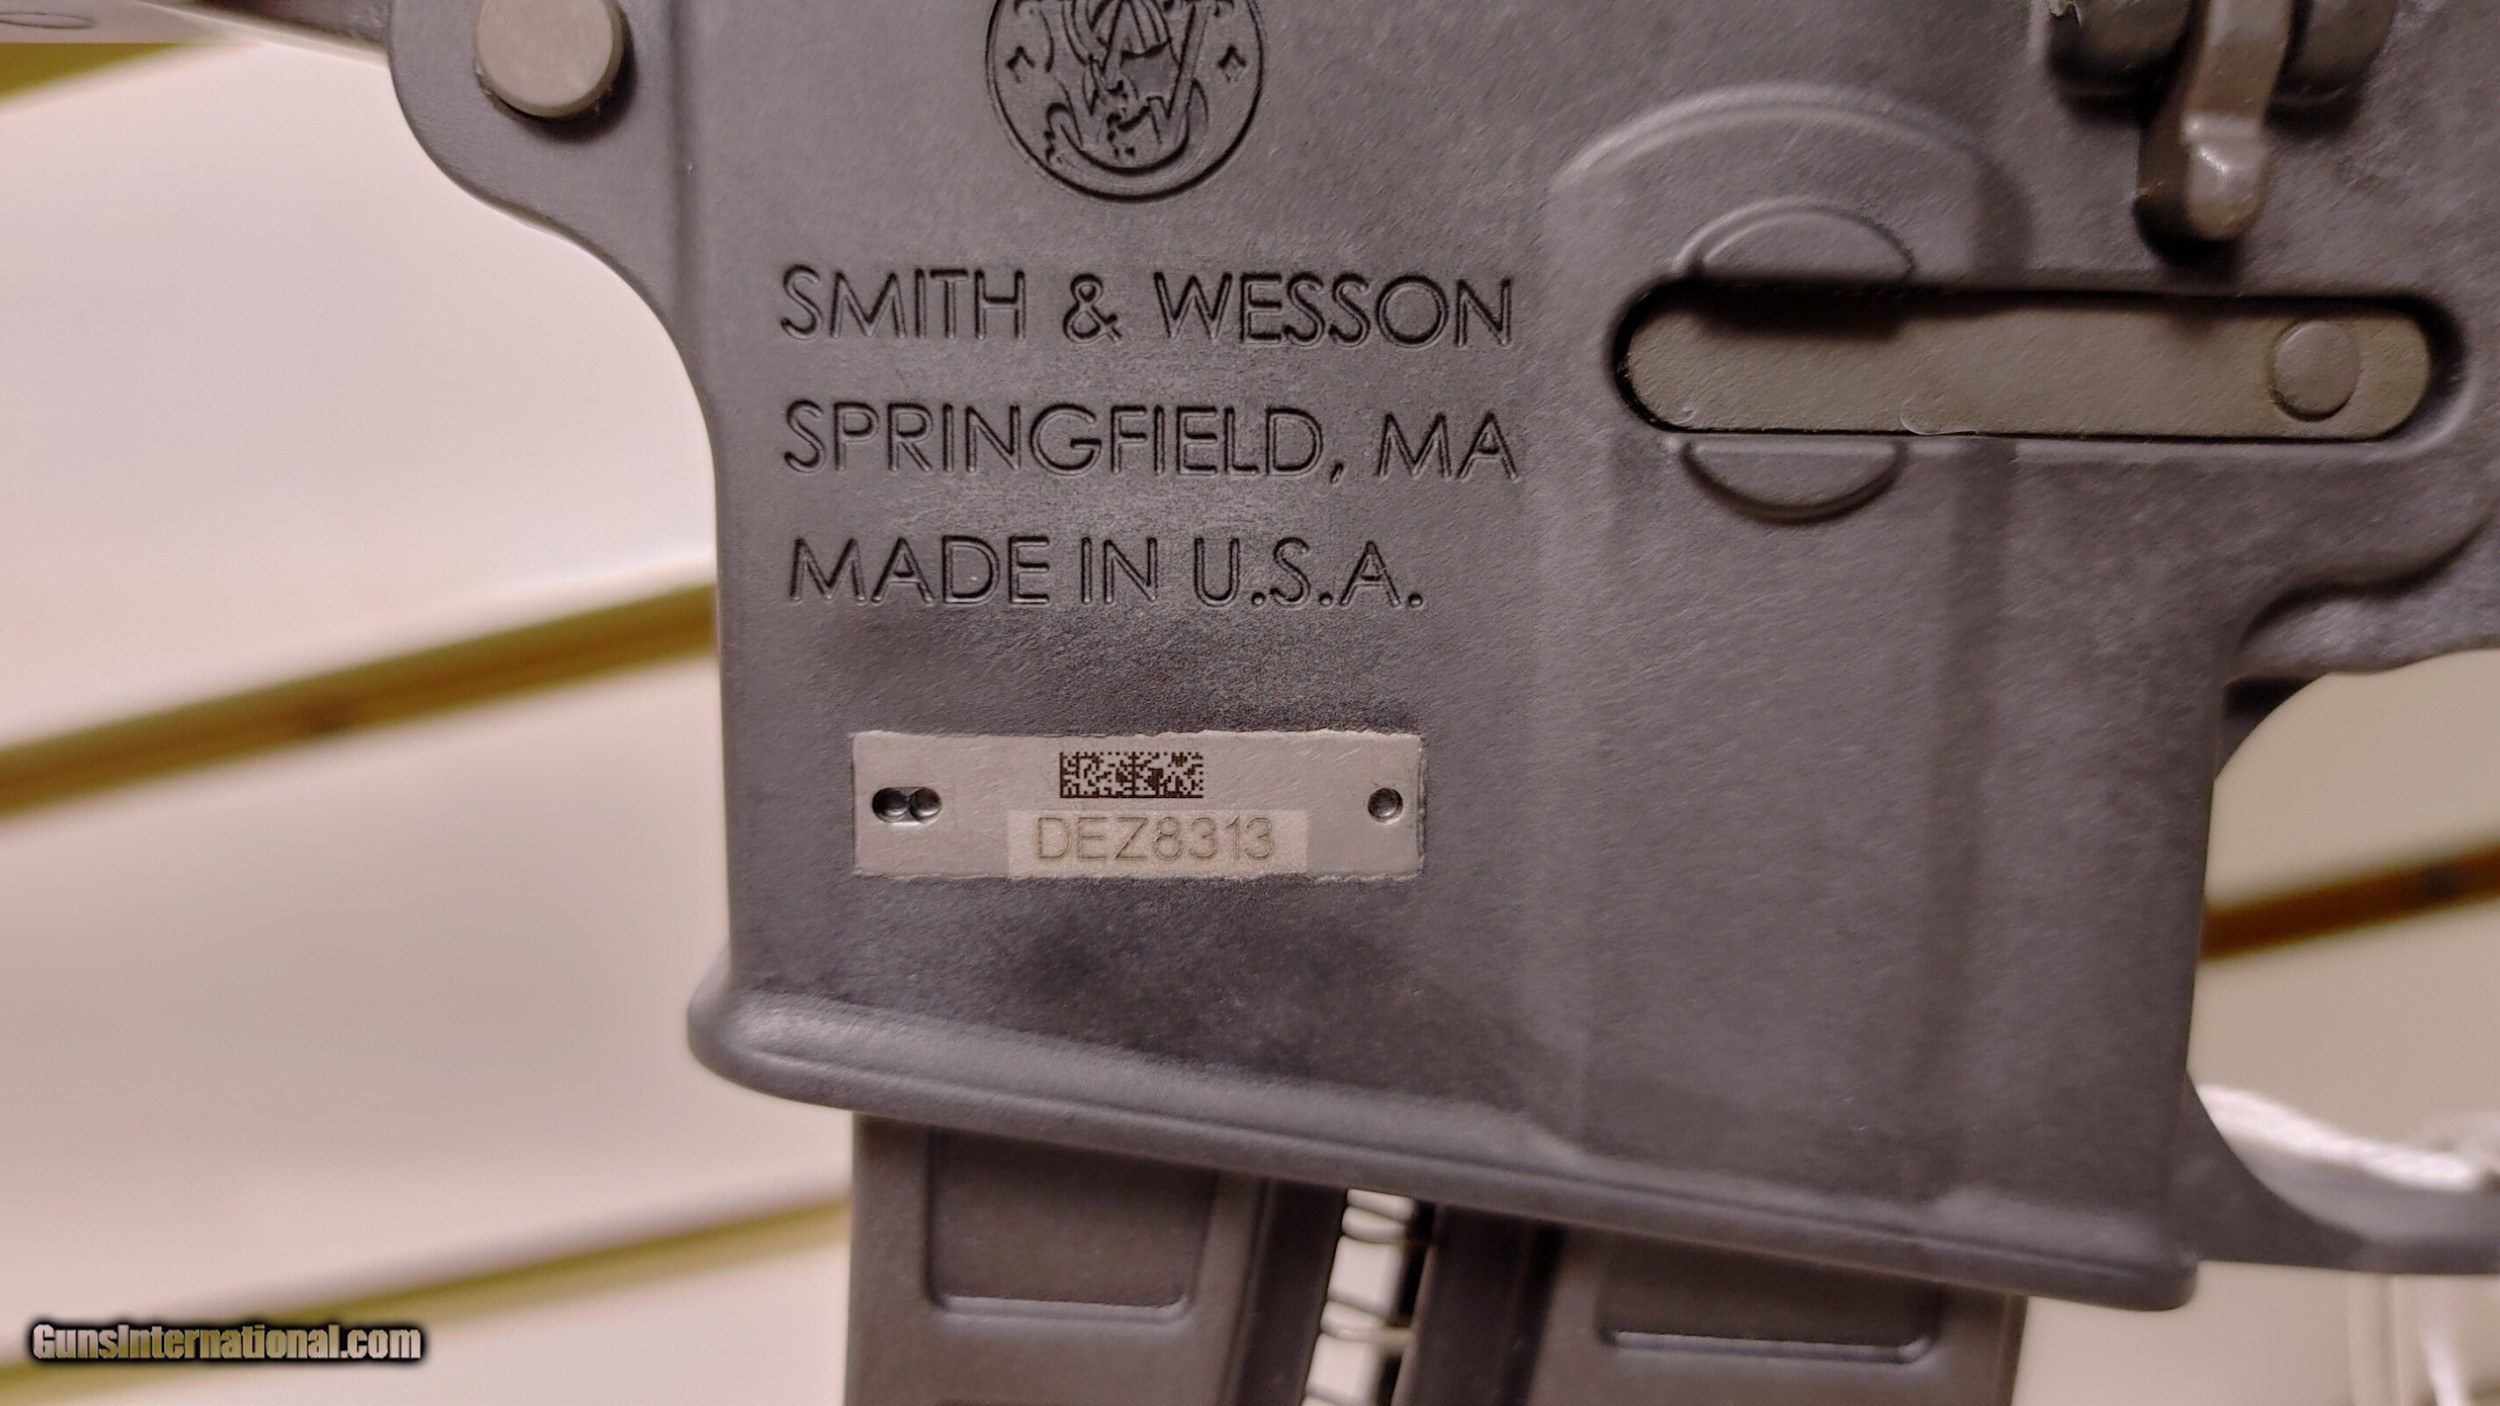 SMITH & WESSON
SPRINGFIELD, MA
MADE IN U.S.A.
DEZ8313
GunsInternational.com